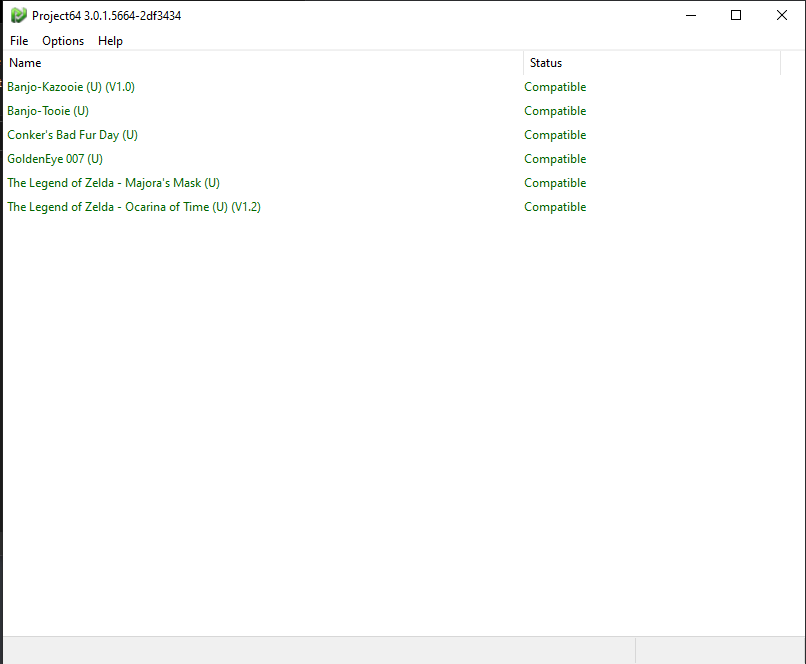 Project64 3.0.1.5664-2df3434
File Options Help
Name Status
Banjo-Kazooie (U) (V1.0) Compatible
Banjo-Tooie (U) Compatible
Conker's Bad Fur Day (U) Compatible
GoldenEye 007 (U) Compatible
The Legend of Zelda - Majora's Mask (U) Compatible
The Legend of Zelda - Ocarina of Time (U) (V1.2) Compatible